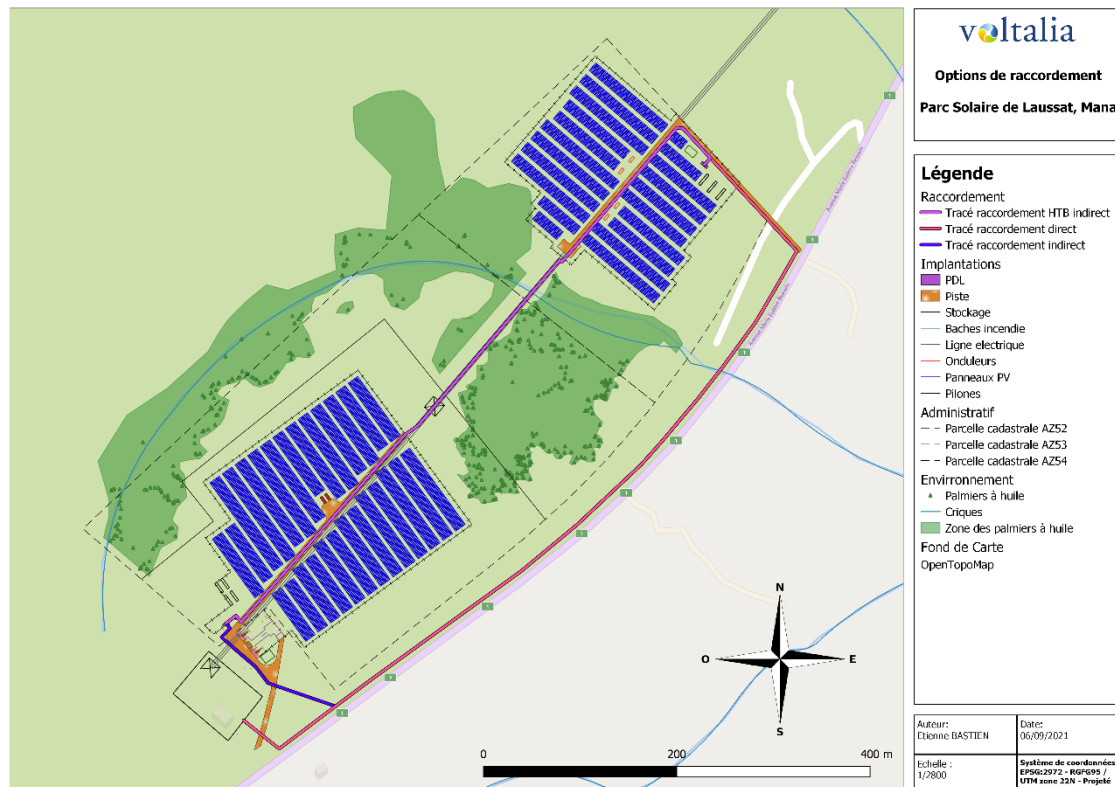 voltalia
Options de raccordement
Parc Solaire de Laussat, Mana
Légende
Raccordement
Tracé raccordement HTB indirect
Tracé raccordement direct
Tracé raccordement indirect
Implantations
PDL
Piste
Stockage
Baches incendie
Ligne electrique
Onduleurs
Panneaux PV
Pilones
Administratif
Parcelle cadastrale AZ52
Parcelle cadastrale AZ53
Parcelle cadastrale AZ54
Envirronnement
Palmiers à huile
Criques
Zone des palmiers à huile
Fond de Carte
OpenTopoMap
Auteur:
Etienne BASTIEN
Date:
06/09/2021
Echelle :
1/2800
Système de coordonnées
EPSG:2972 - RGFG95 /
UTM zone 22N - Projeté
N
O
E
S
0
200
400 m